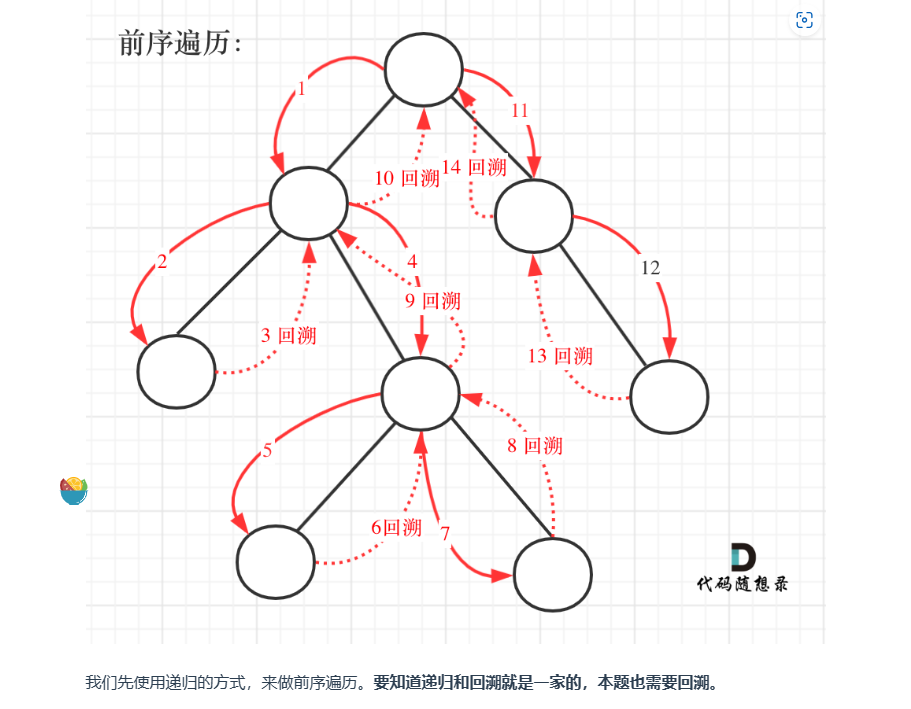 前序遍历：
1
11
10 回溯
14 回溯
2
4
12
9 回溯
3 回溯
13 回溯
5
8 回溯
6回溯
7
代码随想录
我们先使用递归的方式，来做前序遍历。要知道递归和回溯就是一家的，本题也需要回溯。